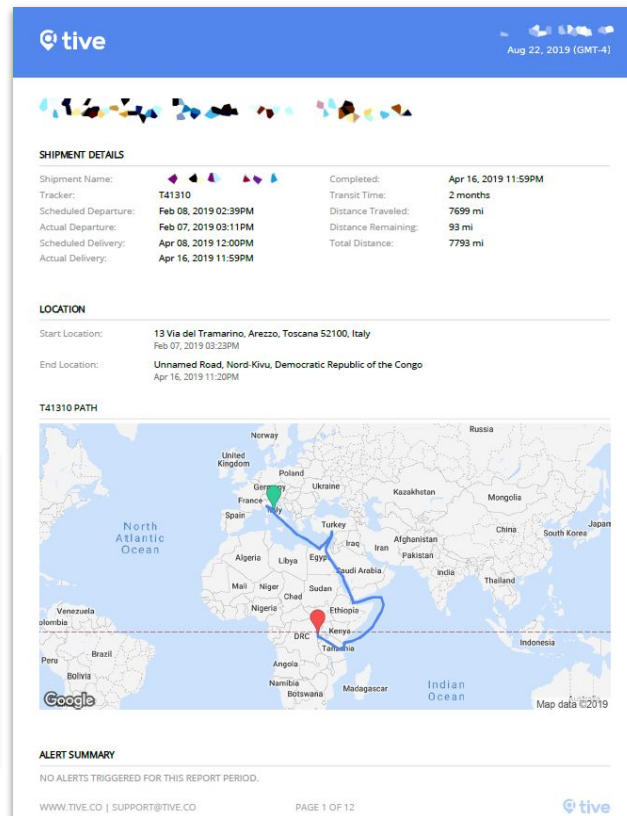 tive
Aug 22, 2019 (GMT-4)
SHIPMENT DETAILS
Shipment Name:
Completed: Apr 16, 2019 11:59PM
Tracker: T41310
Transit Time: 2 months
Scheduled Departure: Feb 08, 2019 02:39PM
Distance Traveled: 7699 mi
Actual Departure: Feb 07, 2019 03:11PM
Distance Remaining: 93 mi
Scheduled Delivery: Apr 08, 2019 12:00PM
Total Distance: 7793 mi
Actual Delivery: Apr 16, 2019 11:59PM
LOCATION
Start Location: 13 Via del Tramarino, Arezzo, Toscana 52100, Italy
Feb 07, 2019 03:23PM
End Location: Unnamed Road, Nord-Kivu, Democratic Republic of the Congo
Apr 16, 2019 11:20PM
T41310 PATH
Russia
Norway
United
Kingdom
Poland
Germany
Ukraine
Kazakhstan
Mongolia
France
Italy
Spain
Turkey
China
Japan
South Korea
North
Atlantic
Ocean
Afghanistan
Iraq
Iran
Pakistan
Algeria
Libya
Egypt
Saudi Arabia
India
Thailand
Mali
Niger
Chad
Sudan
Nigeria
Ethiopia
Venezuela
olombia
DRC
Kenya
Indonesia
Tanzania
Peru
Brazil
Angola
Bolivia
Namibia
Botswana
Madagascar
Indian
Ocean
Google
Map data ©2019
ALERT SUMMARY
NO ALERTS TRIGGERED FOR THIS REPORT PERIOD.
WWW.TIVE.CO | SUPPORT@TIVE.CO
PAGE 1 OF 12
tive